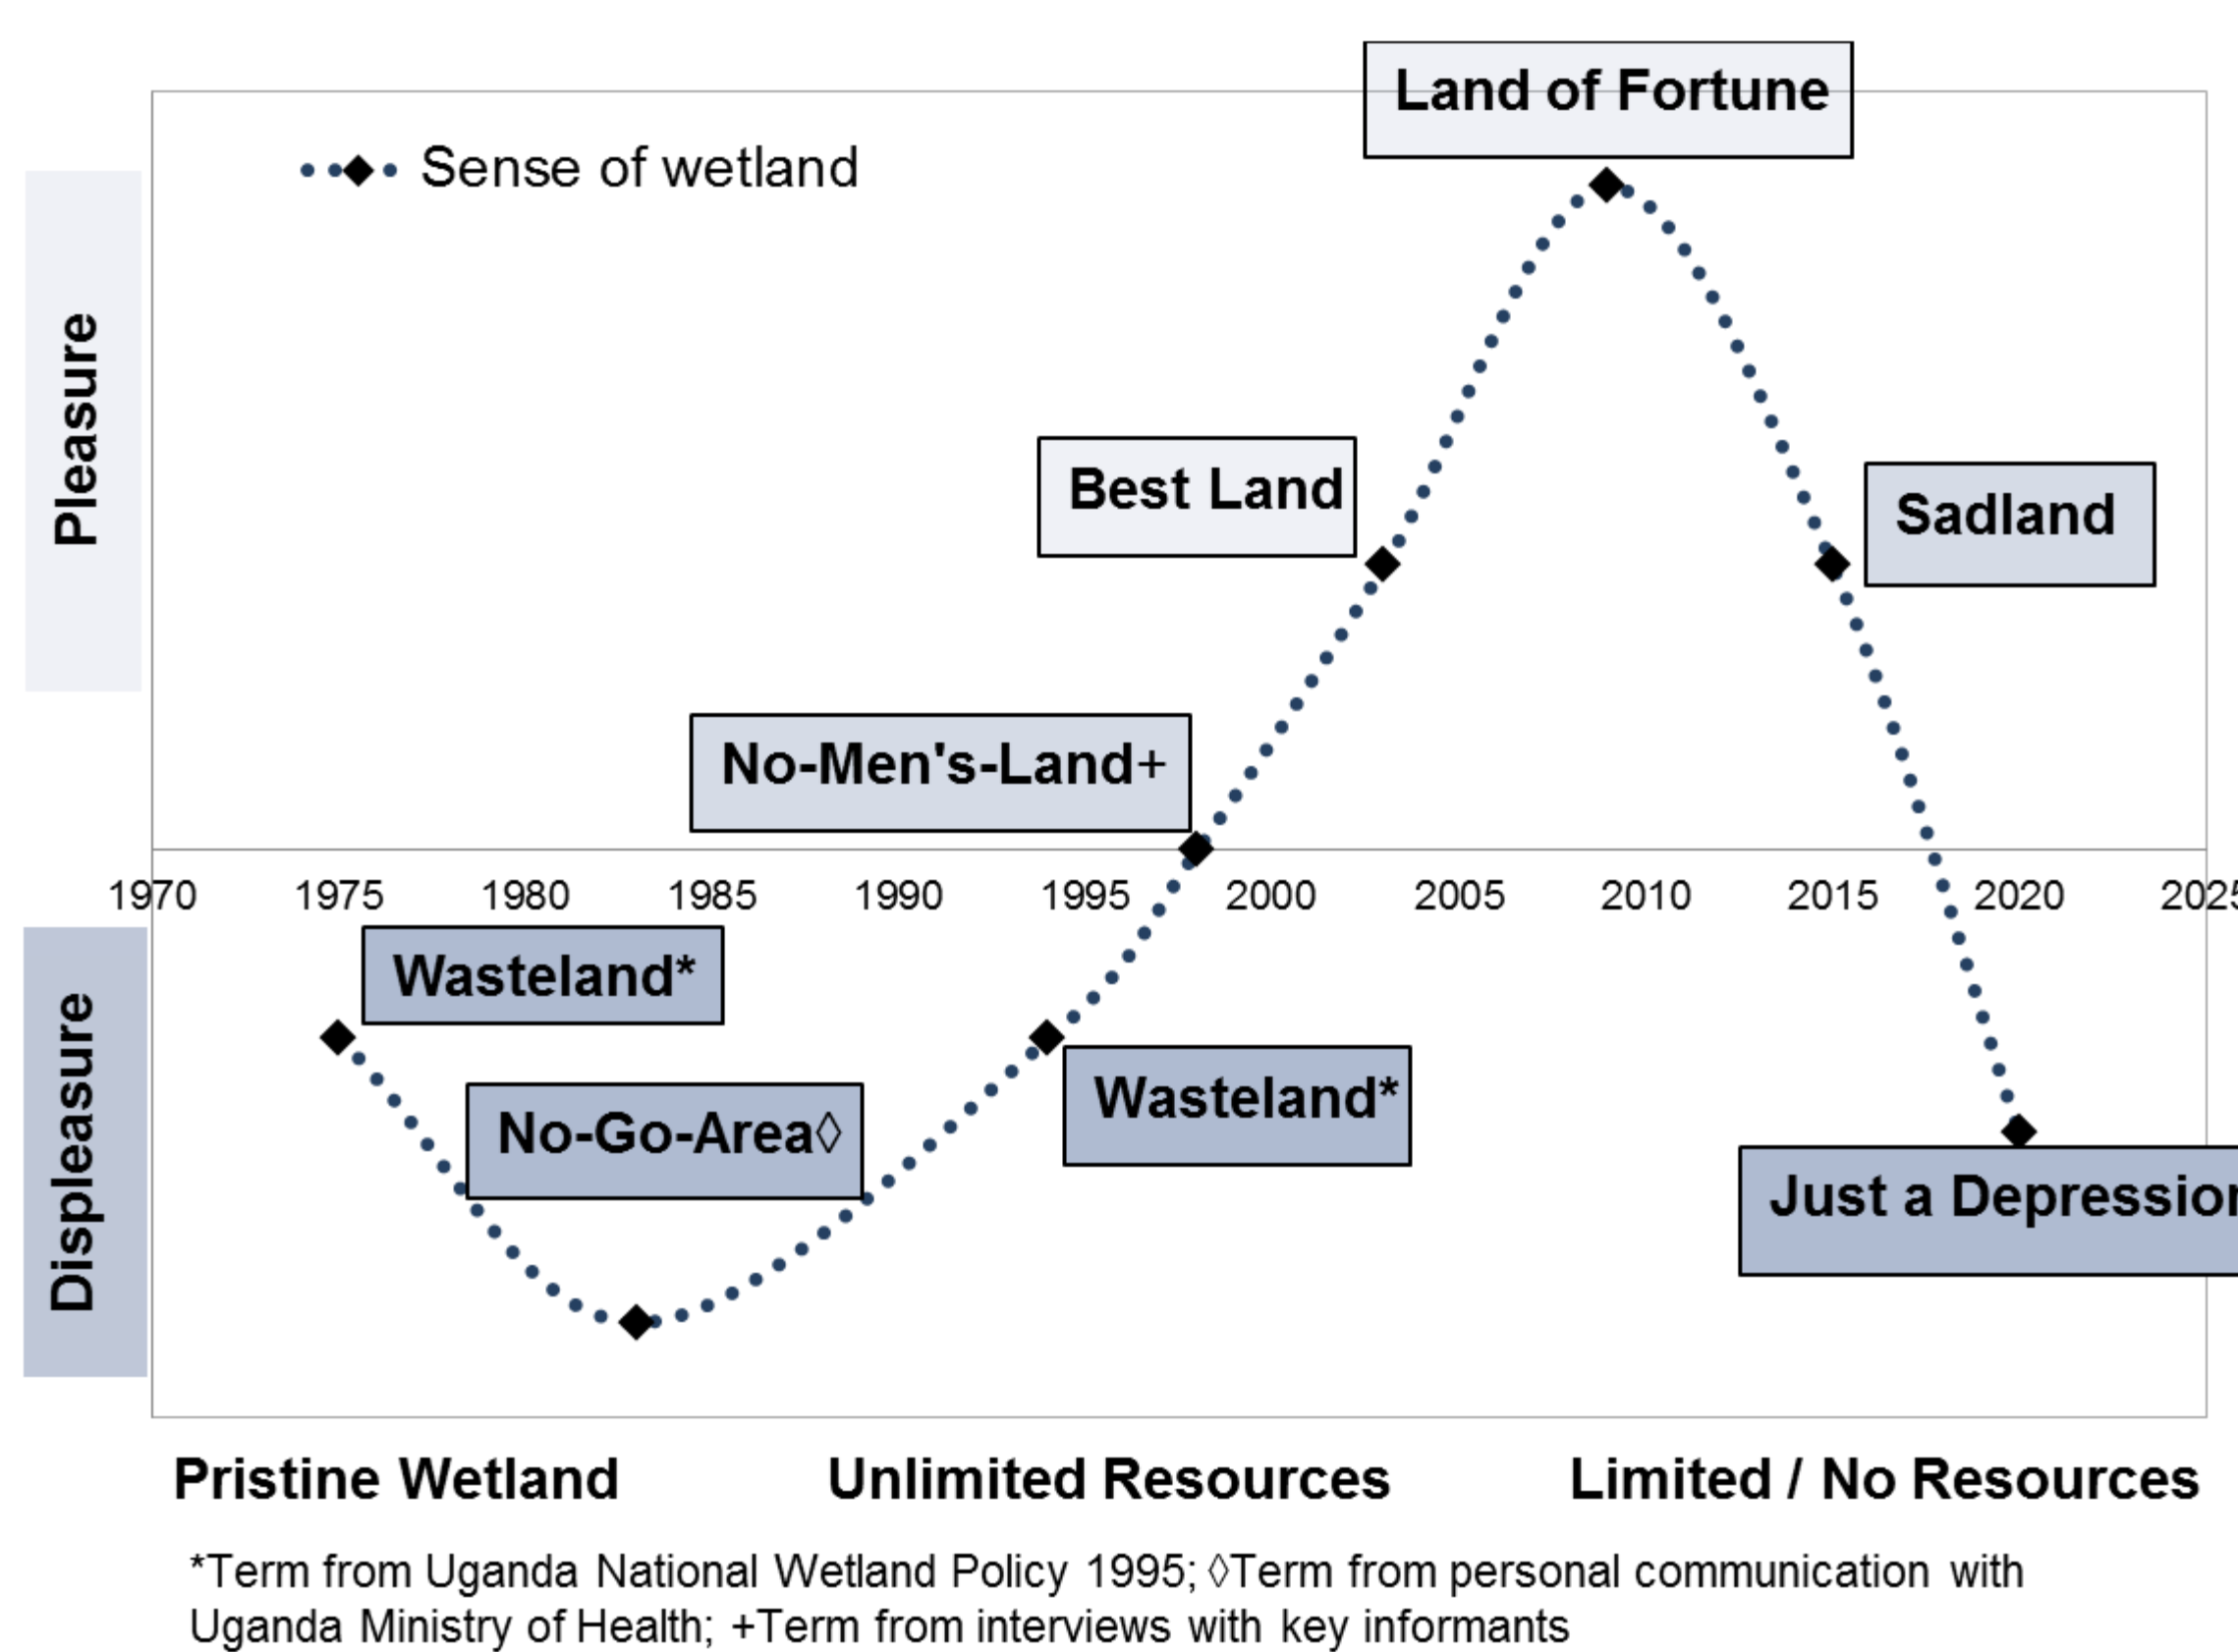 Land of Fortune
Sense of wetland
Pleasure
Best Land
Sadland
No-Men's-Land+
1970 1975 1980 1985 1990 1995 2000 2005 2010 2015 2020 2025
Wasteland*
No-Go-Area◊
Wasteland*
Displeasure
Just a Depression
Pristine Wetland Unlimited Resources Limited / No Resources
*Term from Uganda National Wetland Policy 1995; ◊Term from personal communication with
Uganda Ministry of Health; +Term from interviews with key informants